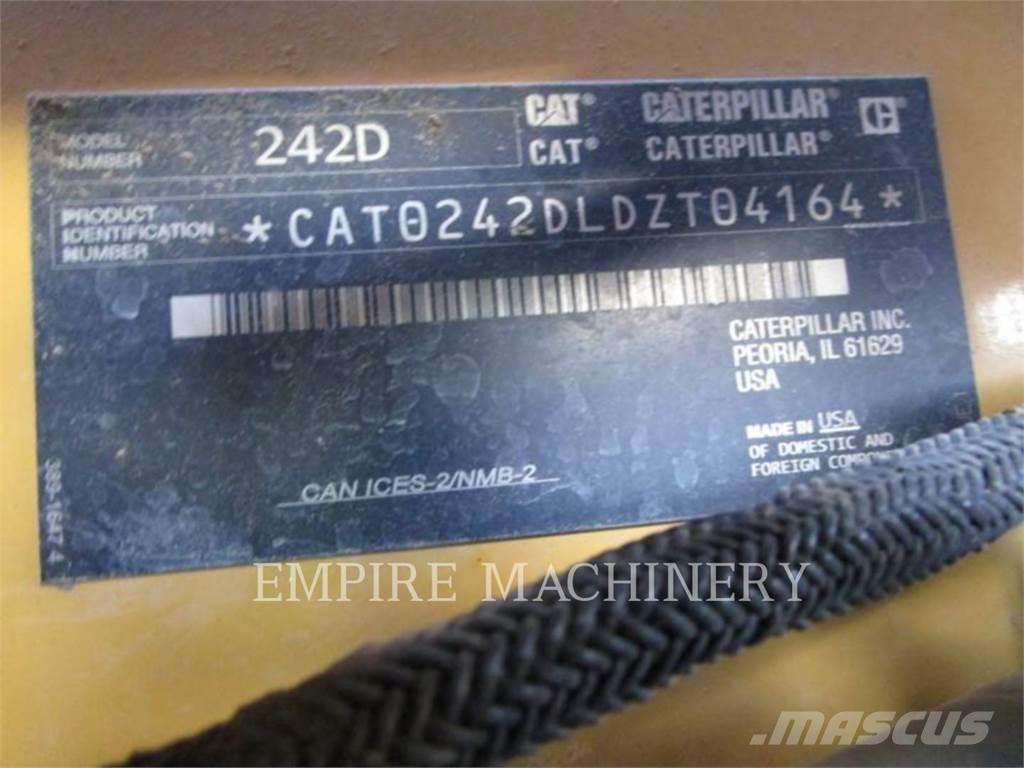 MODEL
NUMBER
242D
CAT® CATERPILLAR®
CAT® CATERPILLAR®
PRODUCT
IDENTIFICATION
NUMBER
*CAT0242DLDZT04164*
CATERPILLAR INC.
PEORIA, IL 61629
USA
MADE IN USA
OF DOMESTIC AND
FOREIGN
CAN ICES-2/NMB-2
EMPIRE MACHINERY
MASCUS